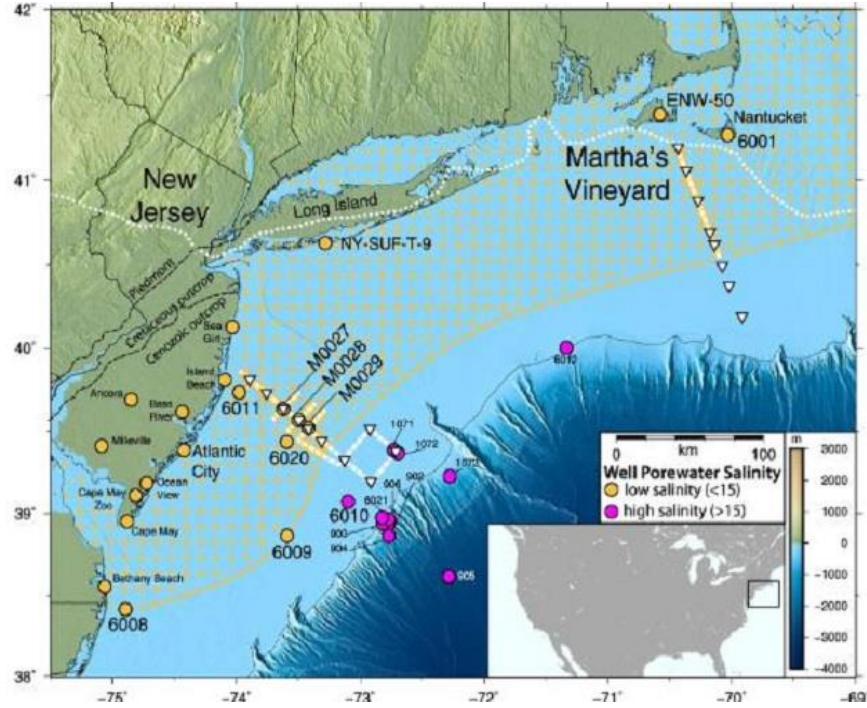 42°
41°
40°
39°
38°
-75
-74
-73
-72
-71
-70
-69
ENW-50
Nantucket
6001
Martha's
Vineyard
New
Jersey
Long Island
NY-SUF-T-9
Piedmont
Cretaceous outcrop
Cenozoic outcrop
Sea
Girt
M0027
M0028
M0029
Island
Beach
6011
Ancora
Bass
River
Millville
Atlantic
City
6020
Cape May
Zoo
Ocean
View
Cape May
Bethany Beach
6008
6009
6010
6021
902
1071
1072
1073
905
6012
0
100
km
Well Porewater Salinity
low salinity (<15)
high salinity (>15)
m
3000
2000
1000
0
-1000
-2000
-3000
-4000